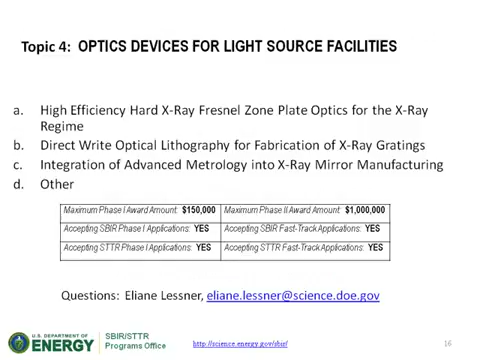 Topic 4: OPTICS DEVICES FOR LIGHT SOURCE FACILITIES
a. High Efficiency Hard X-Ray Fresnel Zone Plate Optics for the X-Ray
Regime
b. Direct Write Optical Lithography for Fabrication of X-Ray Gratings
c. Integration of Advanced Metrology into X-Ray Mirror Manufacturing
d. Other
Maximum Phase I Award Amount: $150,000 Maximum Phase II Award Amount: $1,000,000
Accepting SBIR Phase I Applications: YES Accepting SBIR Fast-Track Applications: YES
Accepting STTR Phase I Applications: YES Accepting STTR Fast-Track Applications: YES
Questions: Eliane Lessner, eliane.lessner@science.doe.gov
U.S. DEPARTMENT OF
ENERGY
SBIR/STTR
Programs Office
http://science.energy.gov/sbir/
16